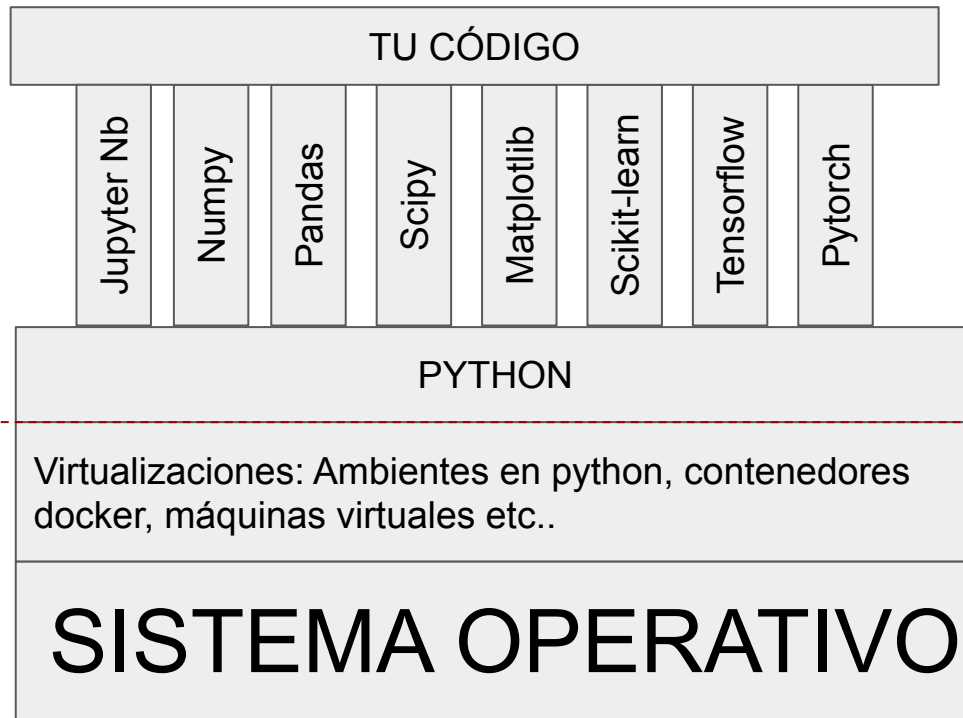 TU CÓDIGO
Jupyter Nb
Numpy
Pandas
Scipy
Matplotlib
Scikit-learn
Tensorflow
Pytorch
PYTHON
Virtualizaciones: Ambientes en python, contenedores
docker, máquinas virtuales etc..
SISTEMA OPERATIVO